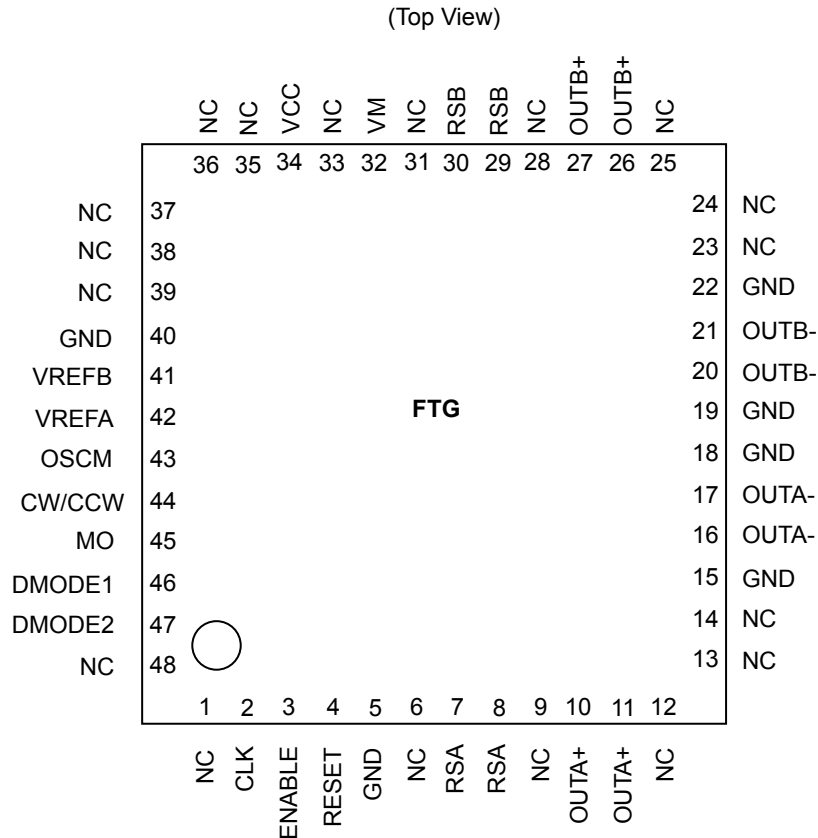 (Top View)
NC NC VCC NC VM NC RSB RSB NC OUTB+ OUTB+ NC
36 35 34 33 32 31 30 29 28 27 26 25
NC 37
NC 38
NC 39
GND 40
VREFB 41
VREFA 42
OSCM 43
CW/CCW 44
MO 45
DMODE1 46
DMODE2 47
NC 48
FTG
24 NC
23 NC
22 GND
21 OUTB-
20 OUTB-
19 GND
18 GND
17 OUTA-
16 OUTA-
15 GND
14 NC
13 NC
1 2 3 4 5 6 7 8 9 10 11 12
NC CLK ENABLE RESET GND NC RSA RSA NC OUTA+ OUTA+ NC